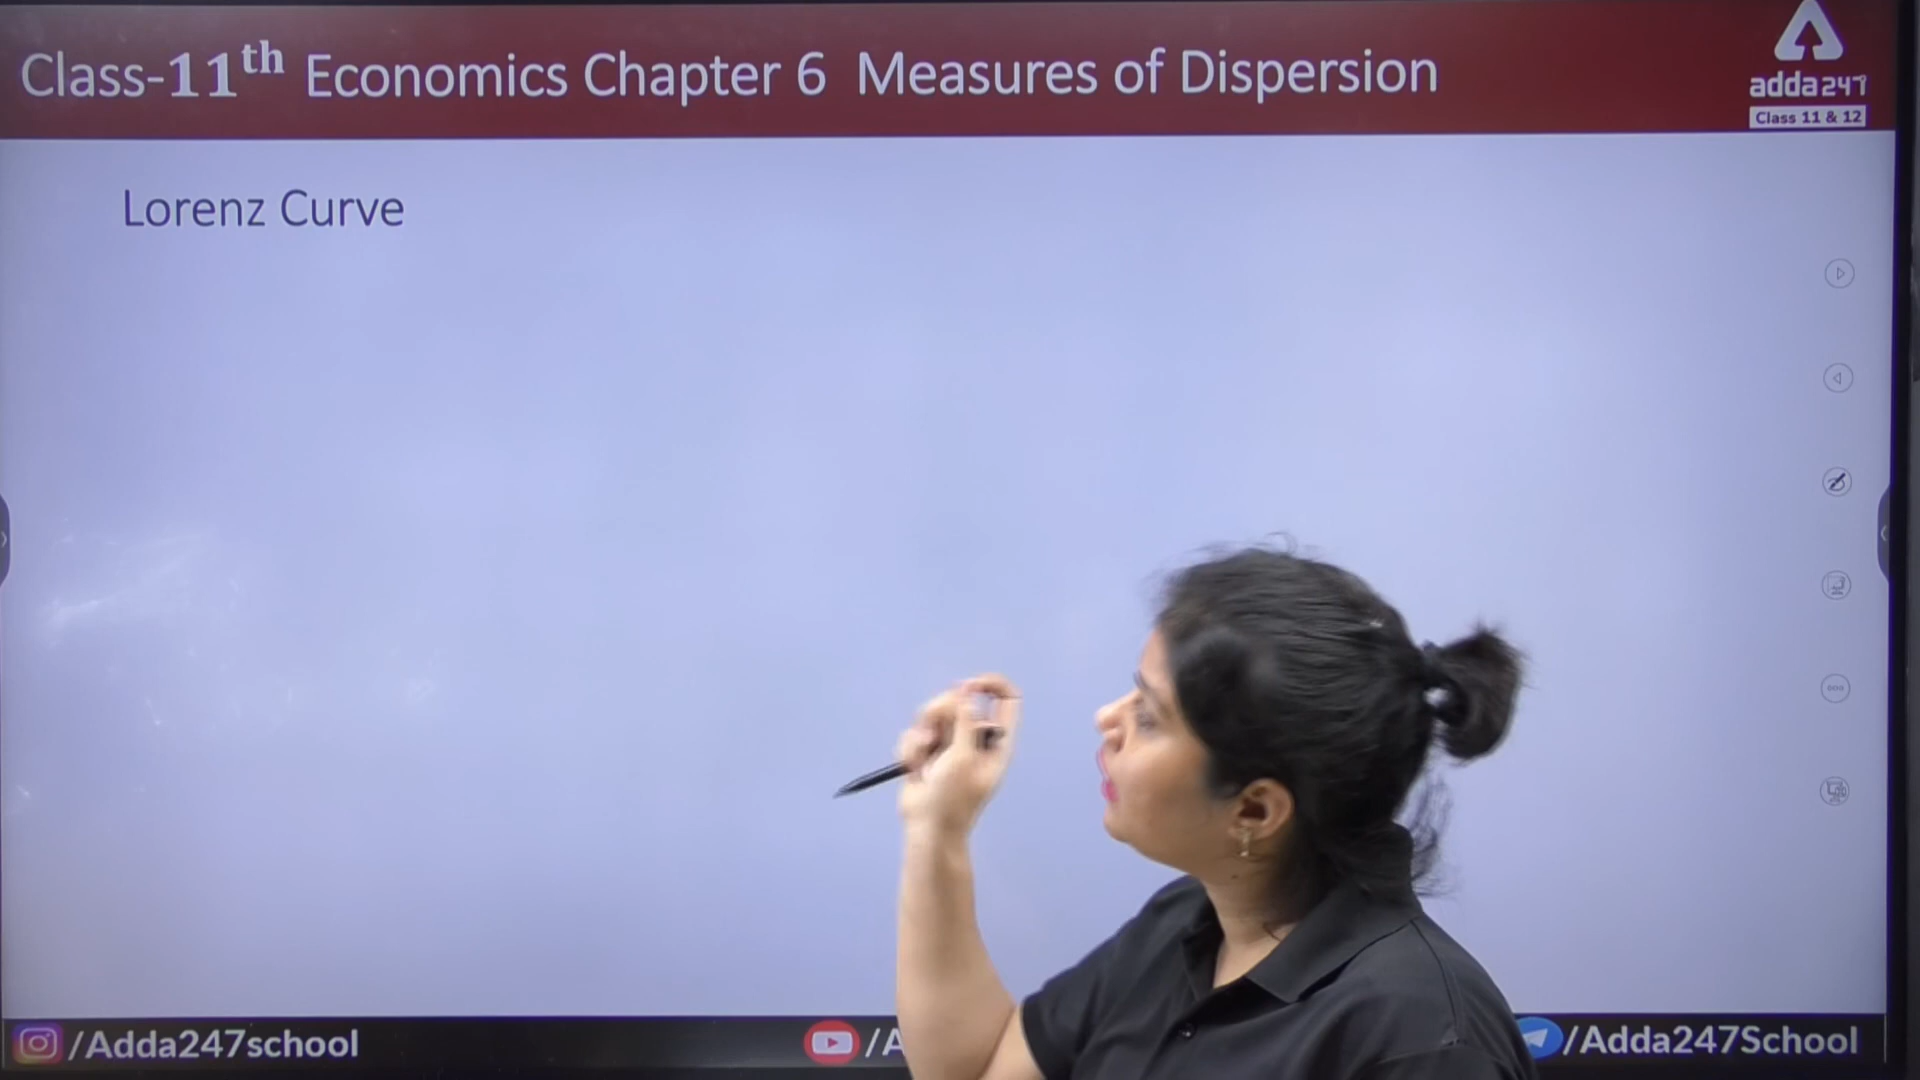 Class-11th Economics Chapter 6 Measures of Dispersion
adda247
Class 11 & 12
Lorenz Curve
/Adda247school
/A
/Adda247School